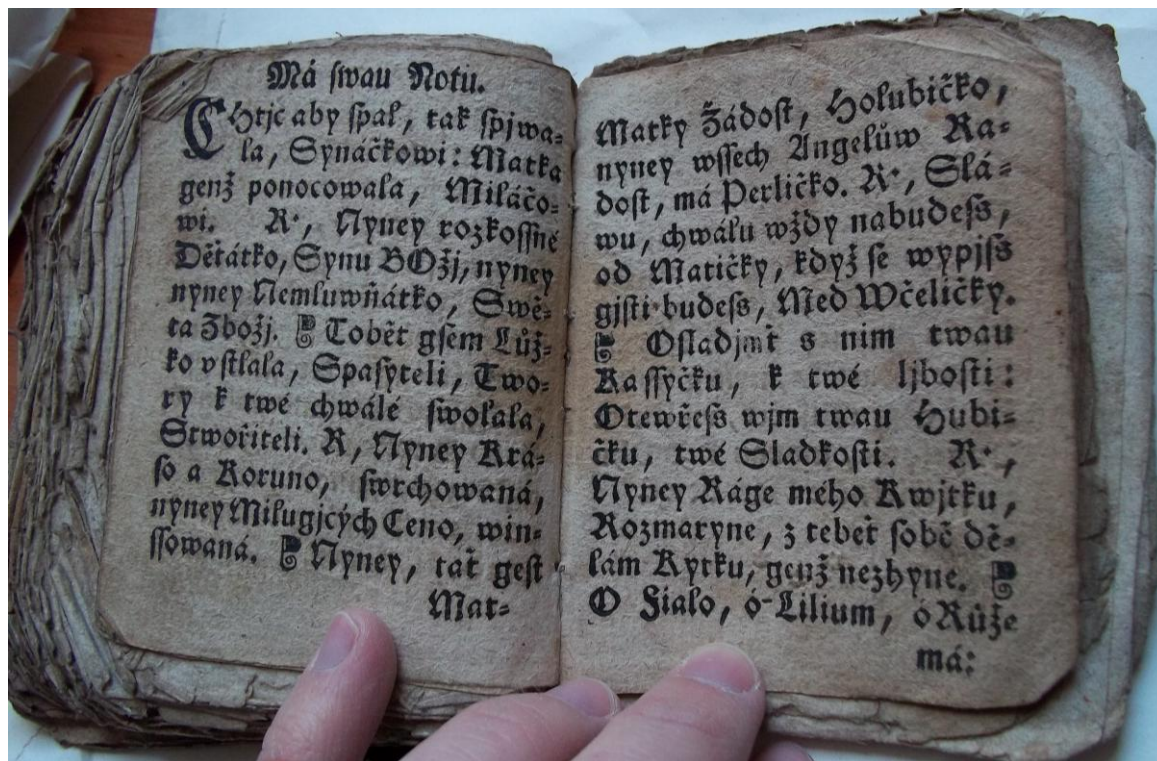 Má ſwau Notu.
CHtjc aby ſpal, tak ſpjwa⸗
la, Synáčkowi: Matka
genž ponocowala, Miláčo⸗
wi. R., Nyney rozkoſſné
Děťátko, Synu BOžj, nyney
nyney Nemluwňátko, Swě⸗
ta Zbožj. Tobět gſem Lůž⸗
ko vſtlala, Spaſyteli, Two⸗
ry k twé chwále ſwolala,
Stwořiteli. R, Nyney Krá⸗
ſo a Koruno, ſwrchowaná,
nyney Milugjcých Ceno, win⸗
ſſowaná. Nyney, tať geſt
Mat⸗
Matky Žádoſt, Holubičko,
nyney wſſech Angelůw Ra⸗
doſt, má Perličko. R., Slá⸗
wu, chwálu wždy nabudeſs,
od Matičky, když ſe wypjſs
gjſti budeſs, Med Wčeličky.
Oſladjmť s nim twau
Kaſſyčku, k twé ljboſti:
Otewřeſs wjm twau Hubi⸗
čku, twé Sladkoſti. R.,
Nyney Ráge mého Kwjtku,
Rozmaryne, z tebeť ſobě dě⸗
lám Kytku, genž nezhyne.
O Fialo, ó Lilium, ó Růže
má: